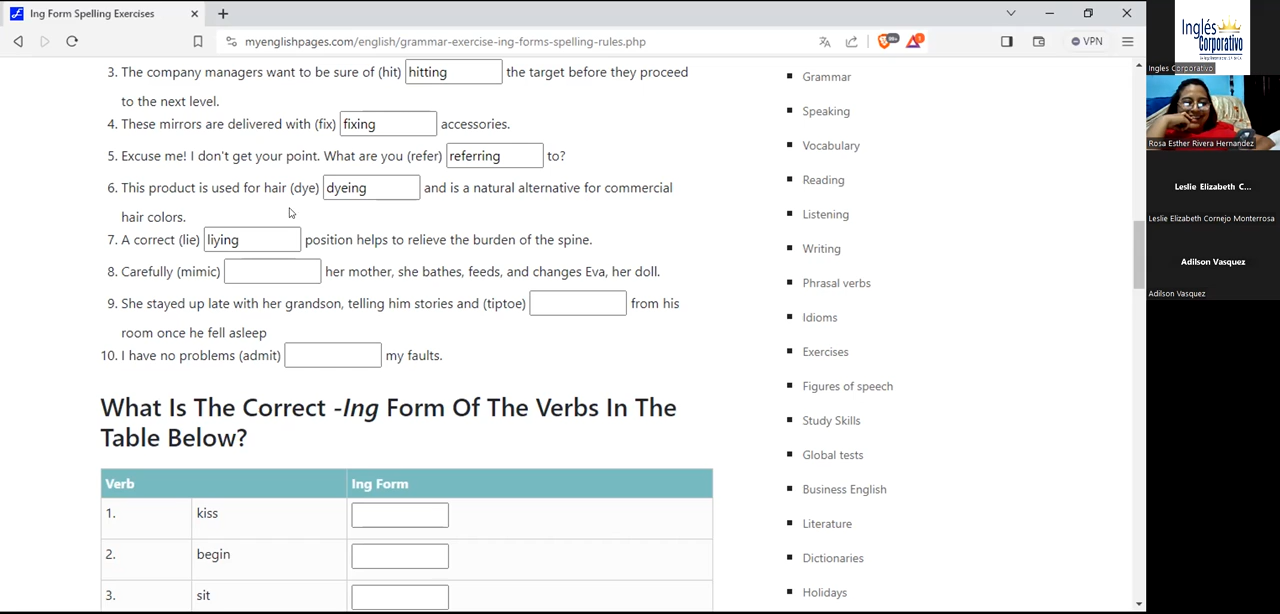 Ing Form Spelling Exercises
myenglishpages.com/english/grammar-exercise-ing-forms-spelling-rules.php
VPN
3. The company managers want to be sure of (hit) hitting the target before they proceed
to the next level.
4. These mirrors are delivered with (fix) fixing accessories.
5. Excuse me! I don't get your point. What are you (refer) referring to?
6. This product is used for hair (dye) dyeing and is a natural alternative for commercial
hair colors.
7. A correct (lie) liying position helps to relieve the burden of the spine.
8. Carefully (mimic) her mother, she bathes, feeds, and changes Eva, her doll.
9. She stayed up late with her grandson, telling him stories and (tiptoe) from his
room once he fell asleep
10. I have no problems (admit) my faults.
What Is The Correct -Ing Form Of The Verbs In The
Table Below?
Verb Ing Form
1. kiss
2. begin
3. sit
Grammar
Speaking
Vocabulary
Reading
Listening
Writing
Phrasal verbs
Idioms
Exercises
Figures of speech
Study Skills
Global tests
Business English
Literature
Dictionaries
Holidays
Inglés
Corporativo
Ingles Corporativo
Rosa Esther Rivera Hernandez
Leslie Elizabeth C...
Leslie Elizabeth Cornejo Monterrosa
Adilson Vasquez
Adilson Vasquez